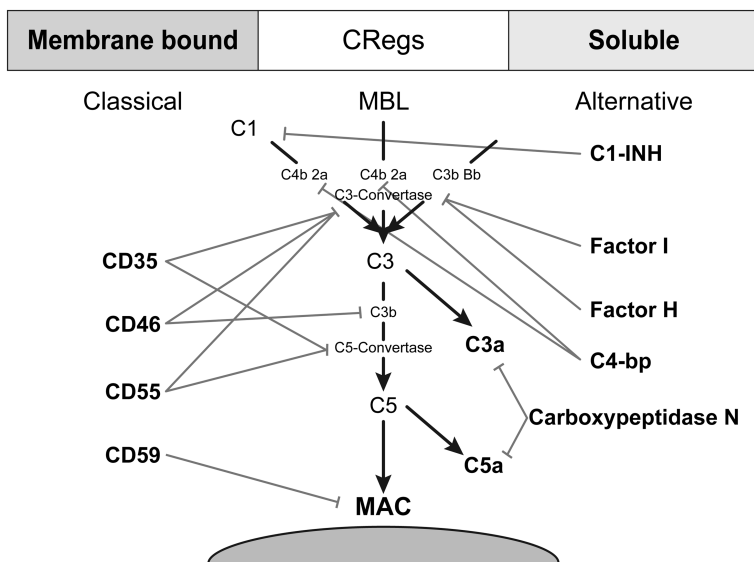 Membrane bound
CRegs
Soluble
Classical
MBL
Alternative
C1
C1-INH
C4b 2a
C4b 2a
C3b Bb
C3-Convertase
Factor I
CD35
C3
Factor H
CD46
C3b
C3a
C5-Convertase
C4-bp
CD55
C5
Carboxypeptidase N
CD59
C5a
MAC